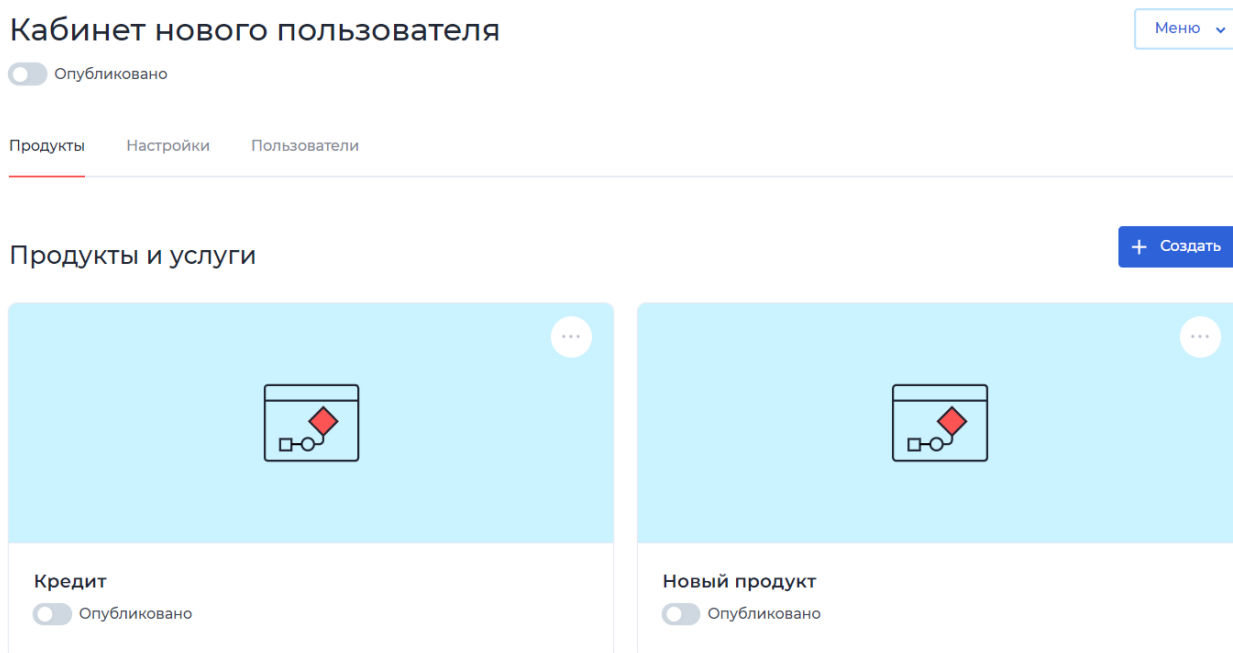 Кабинет нового пользователя
Меню
Опубликовано
Продукты Настройки Пользователи
Продукты и услуги
+ Создать
Кредит
Опубликовано
Новый продукт
Опубликовано